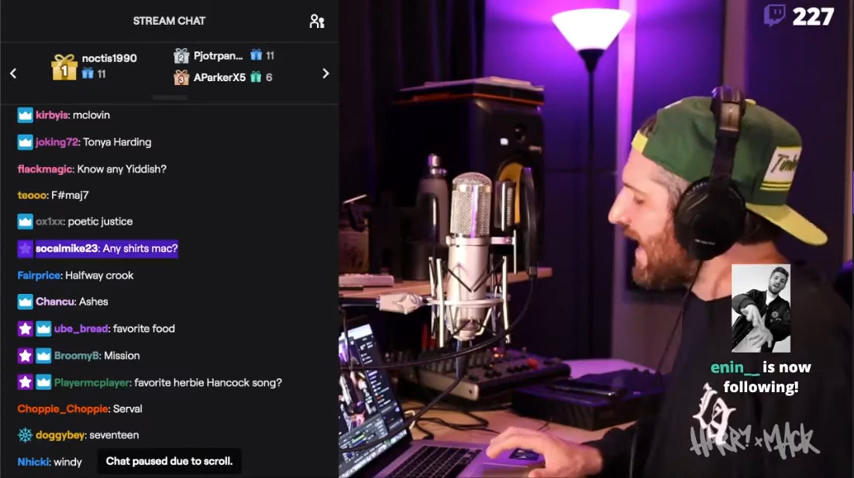 STREAM CHAT
227
1
noctis1990
11
2
Pjotrpan...
11
3
AParkerX5
6
kirbyis: mclovin
joking72: Tonya Harding
flackmagic: Know any Yiddish?
teooo: F#maj7
ox1xx: poetic justice
socalmike23: Any shirts mac?
Fairprice: Halfway crook
Chancu: Ashes
ube_bread: favorite food
BroomyB: Mission
Playermcplayer: favorite herbie Hancock song?
Choppie_Choppie: Serval
doggybey: seventeen
Nhicki: windy
Chat paused due to scroll.
enin__ is now
following!
HARRY x MACK